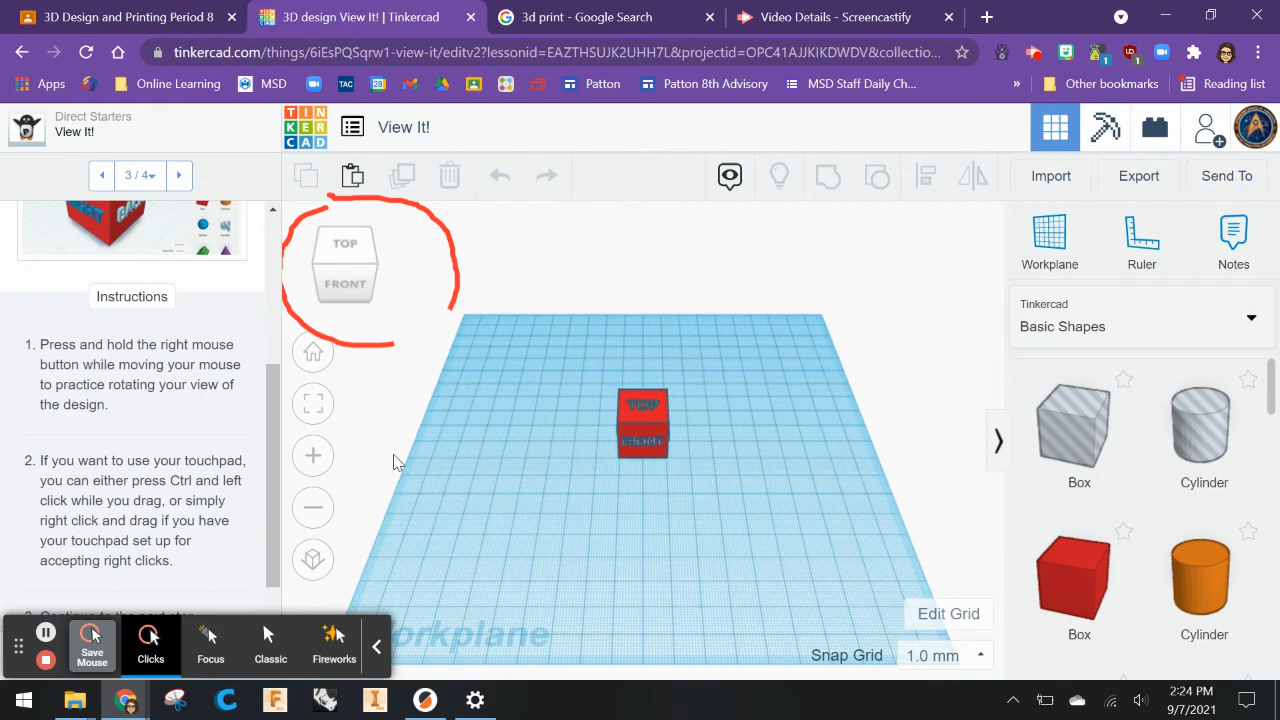 3D Design and Printing Period 8
3D design View It! | Tinkercad
3d print - Google Search
Video Details - Screencastify
tinkercad.com/things/6iEsPQSqrw1-view-it/editv2?lessonid=EAZTHSUJK2UHH7L&projectid=OPC41AJJKIKDWDV&collectio...
Apps
Online Learning
MSD
TAC
28
Patton
Patton 8th Advisory
MSD Staff Daily Ch...
»
Other bookmarks
Reading list
Direct Starters
View It!
TIN
KER
CAD
View It!
3 / 4
Import
Export
Send To
TOP
FRONT
Workplane
Ruler
Notes
Tinkercad
Basic Shapes
Instructions
1. Press and hold the right mouse
button while moving your mouse
to practice rotating your view of
the design.
2. If you want to use your touchpad,
you can either press Ctrl and left
click while you drag, or simply
right click and drag if you have
your touchpad set up for
accepting right clicks.
TOP
FRONT
Box
Cylinder
Box
Cylinder
Edit Grid
Snap Grid
1.0 mm
Save
Mouse
Clicks
Focus
Classic
Fireworks
2:24 PM
9/7/2021